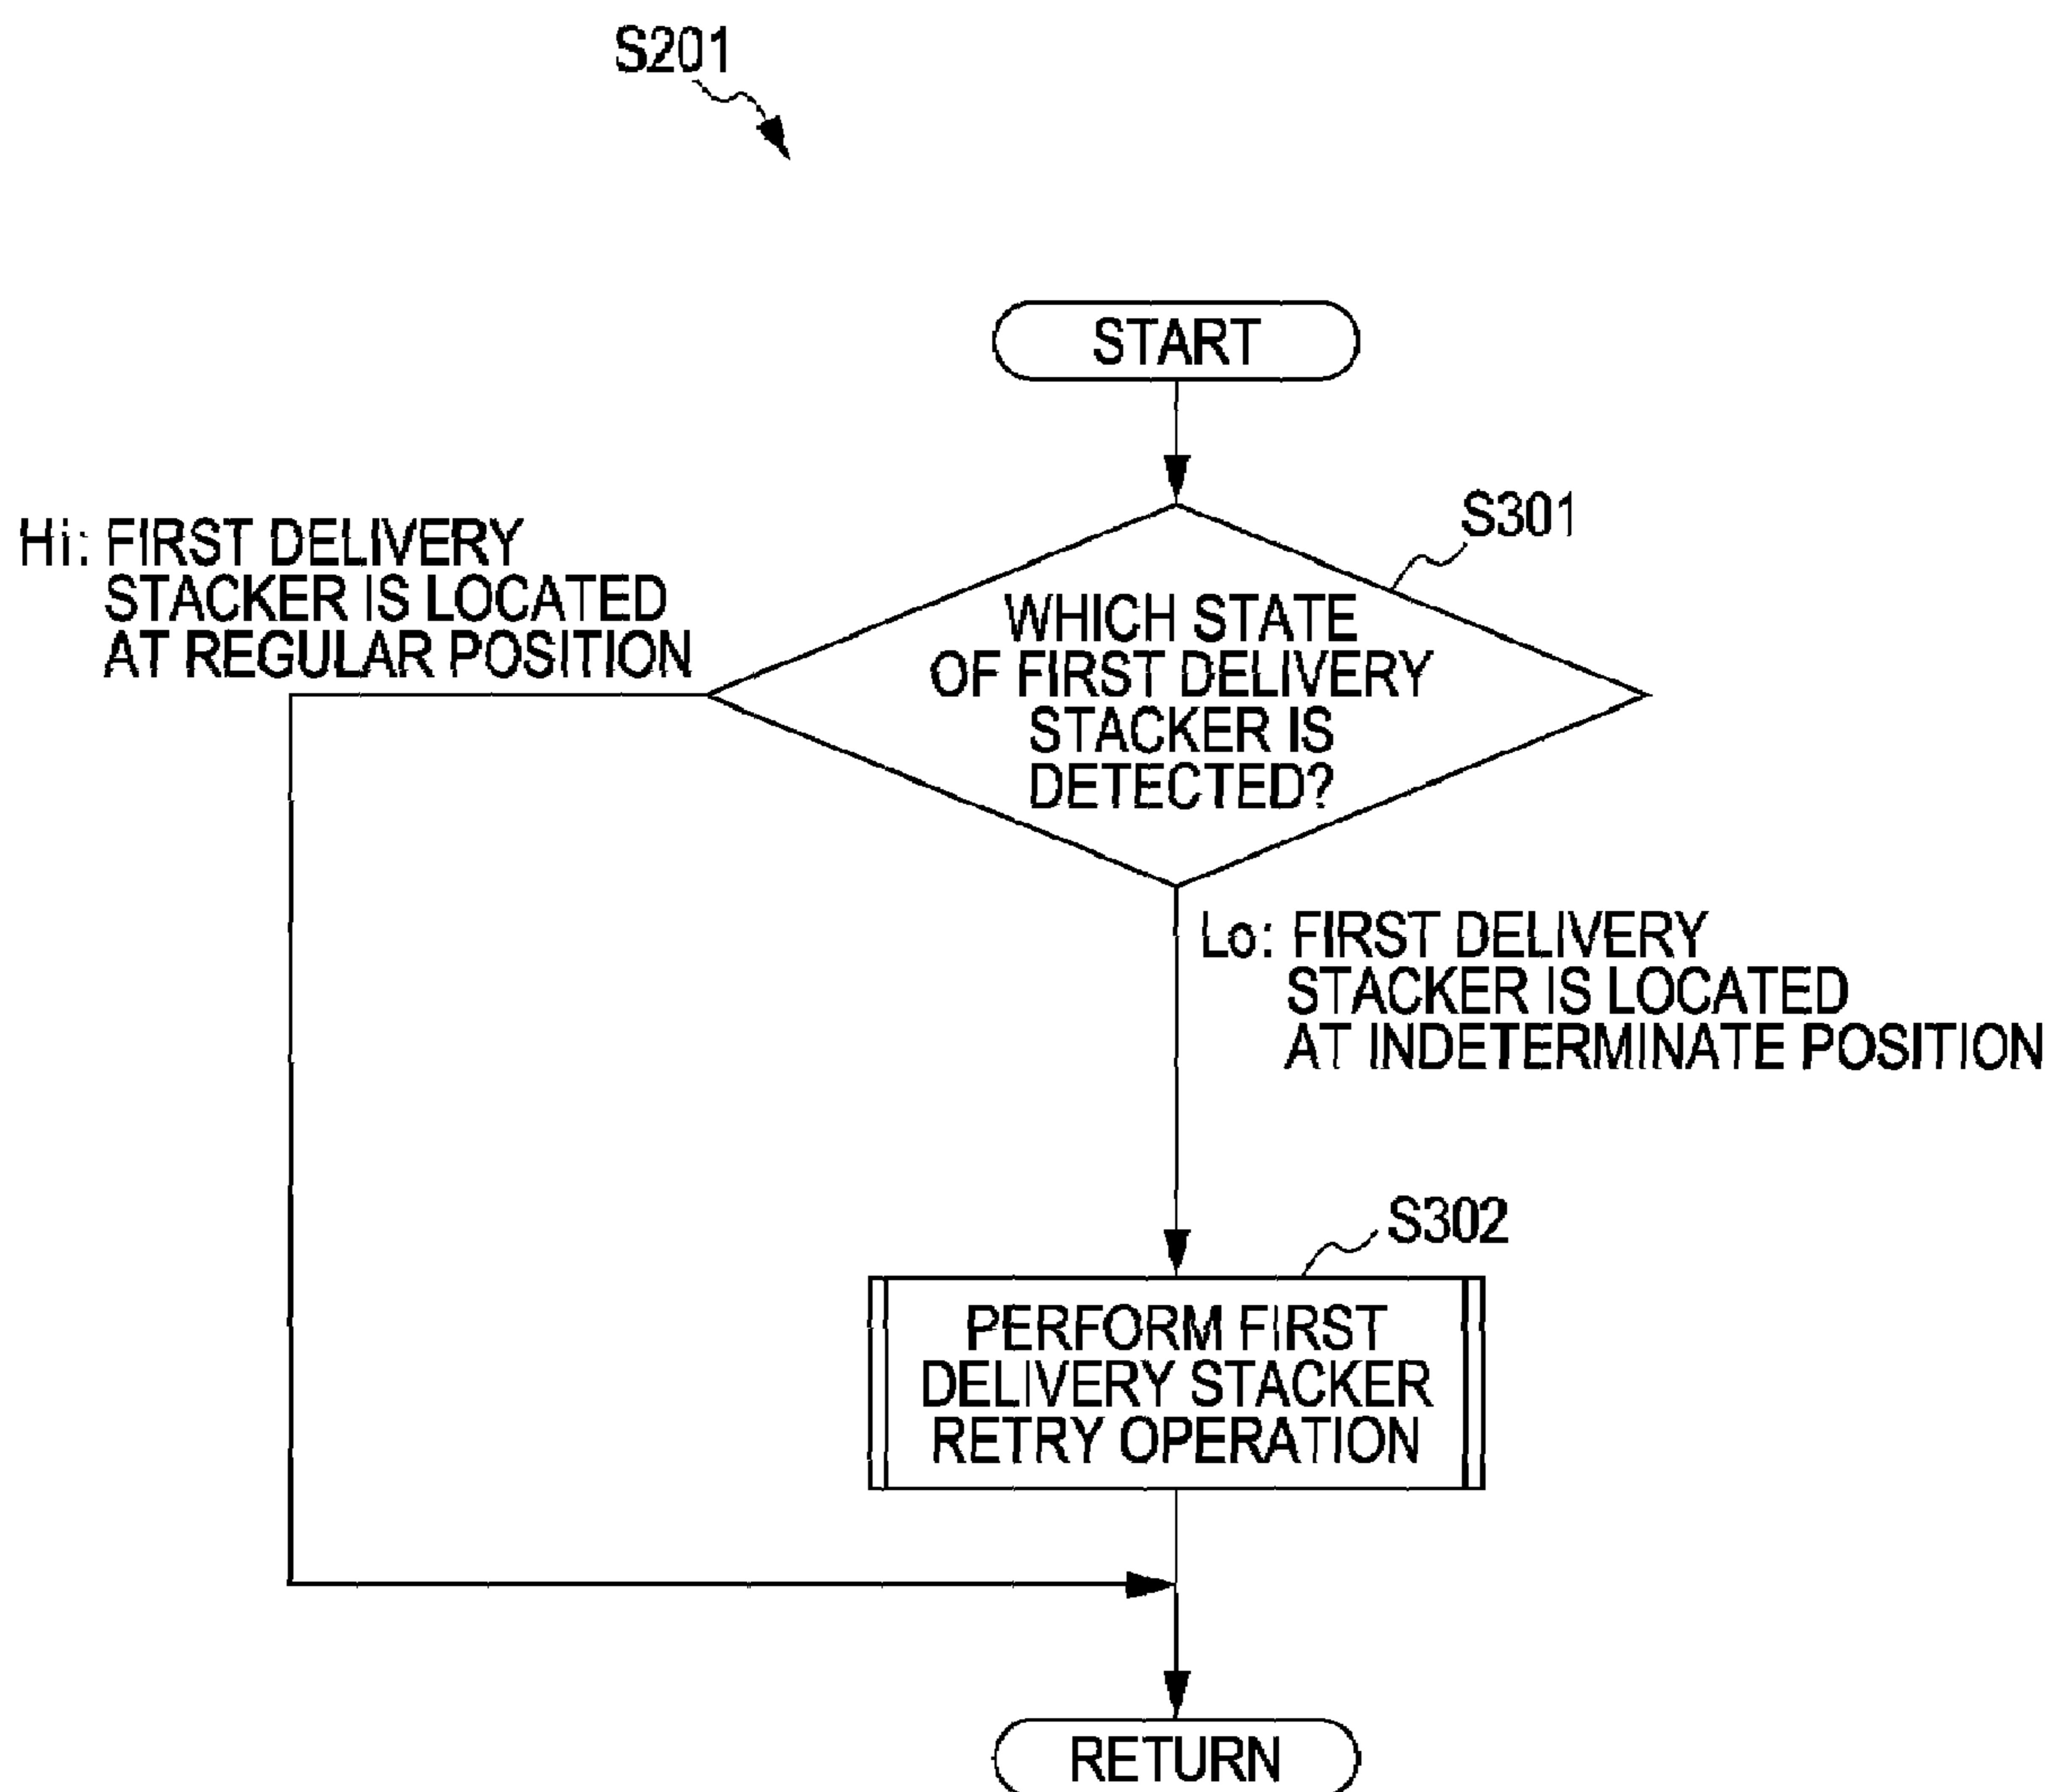 S201
START
S301
Hi: FIRST DELIVERY
STACKER IS LOCATED
AT REGULAR POSITION
WHICH STATE
OF FIRST DELIVERY
STACKER IS
DETECTED?
Lo: FIRST DELIVERY
STACKER IS LOCATED
AT INDETERMINATE POSITION
S302
PERFORM FIRST
DELIVERY STACKER
RETRY OPERATION
RETURN